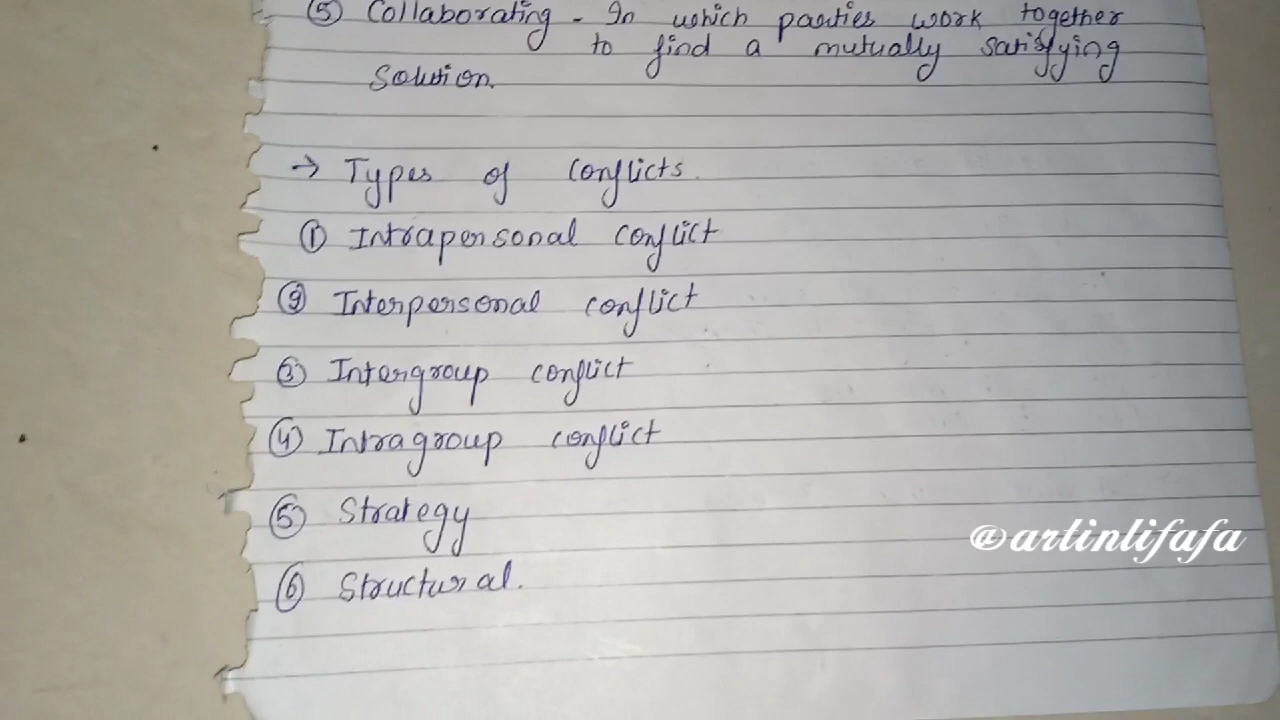 ⑤ Collaborating - In which parties work together
to find a mutually satisfying
Solution.
→ Types of conflicts.
① Intrapersonal conflict
② Interpersonal conflict
③ Intergroup conflict
④ Intragroup conflict
⑤ Strategy
⑥ Structural.
@artinlifafa